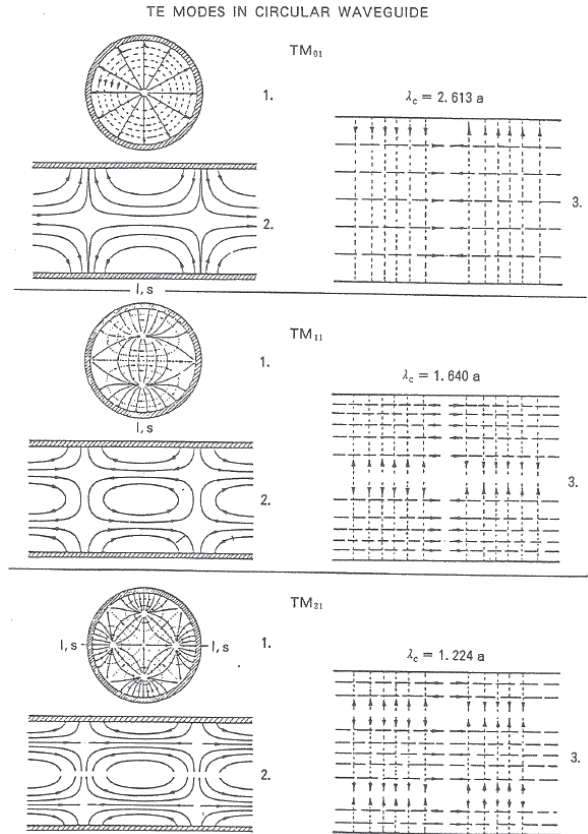 TE MODES IN CIRCULAR WAVEGUIDE
TM₀₁
1.
λc = 2.613 a
2.
3.
l, s
TM₁₁
1.
λc = 1.640 a
l, s
2.
3.
TM₂₁
l, s
l, s
1.
λc = 1.224 a
2.
3.